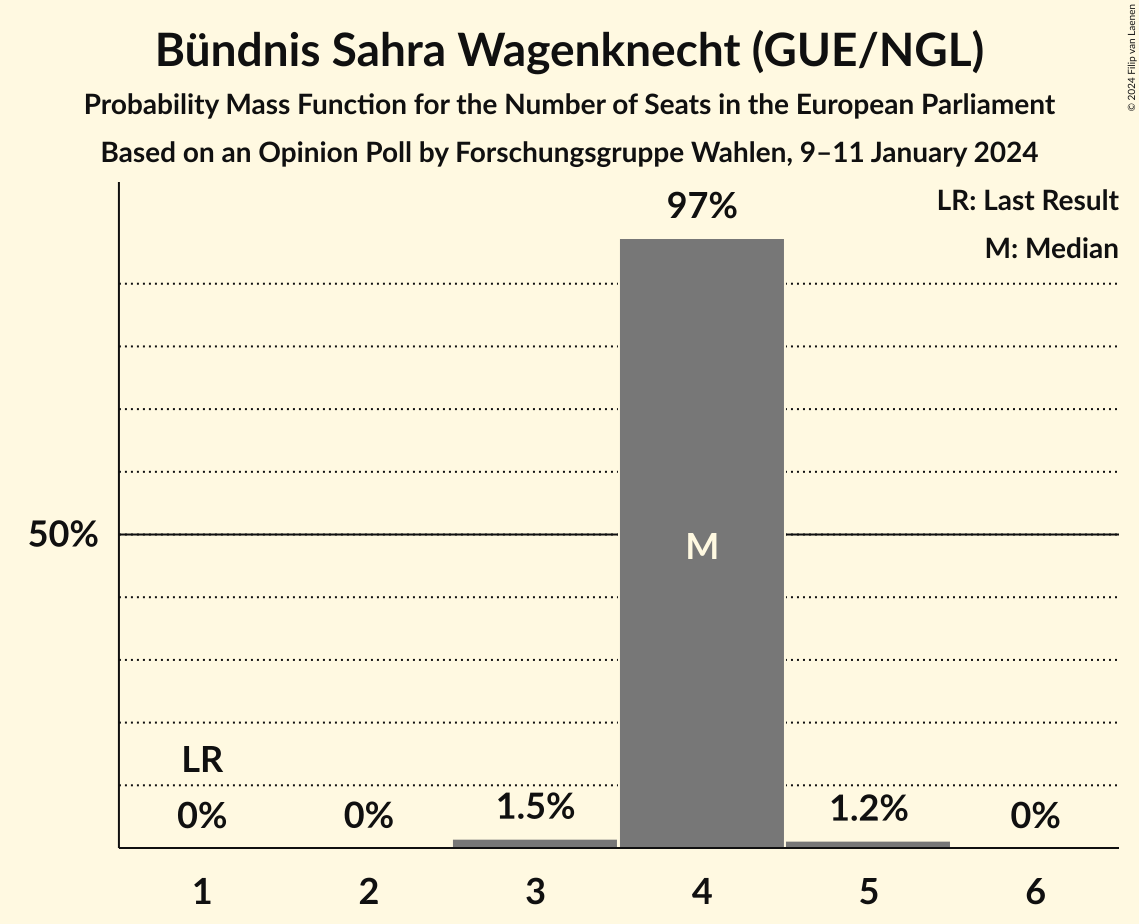 Bündnis Sahra Wagenknecht (GUE/NGL)
Probability Mass Function for the Number of Seats in the European Parliament
Based on an Opinion Poll by Forschungsgruppe Wahlen, 9–11 January 2024
© 2024 Filip van Laenen
LR: Last Result
M: Median
97%
50%
M
LR
0%
0%
1.5%
1.2%
0%
1
2
3
4
5
6